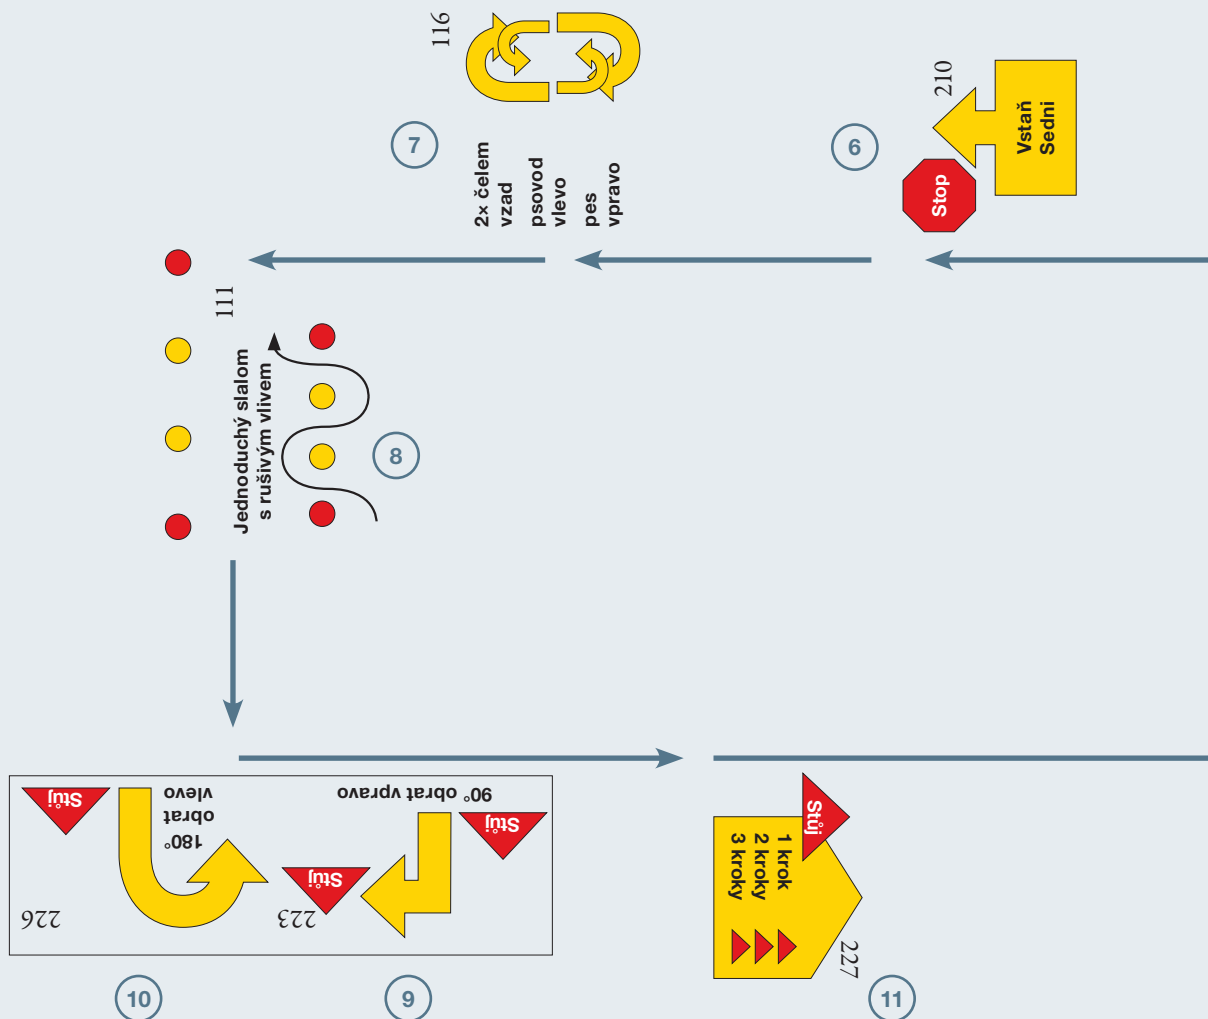 116
7
2× čelem
vzad
psovod
vlevo
pes
vpravo
210
6
Stop
Vstaň
Sedni
111
Jednoduchý slalom
s rušivým vlivem
8
Stůj
180°
obrat
vlevo
226
10
90° obrat vpravo
Stůj
Stůj
223
9
Stůj
1 krok
2 kroky
3 kroky
227
11